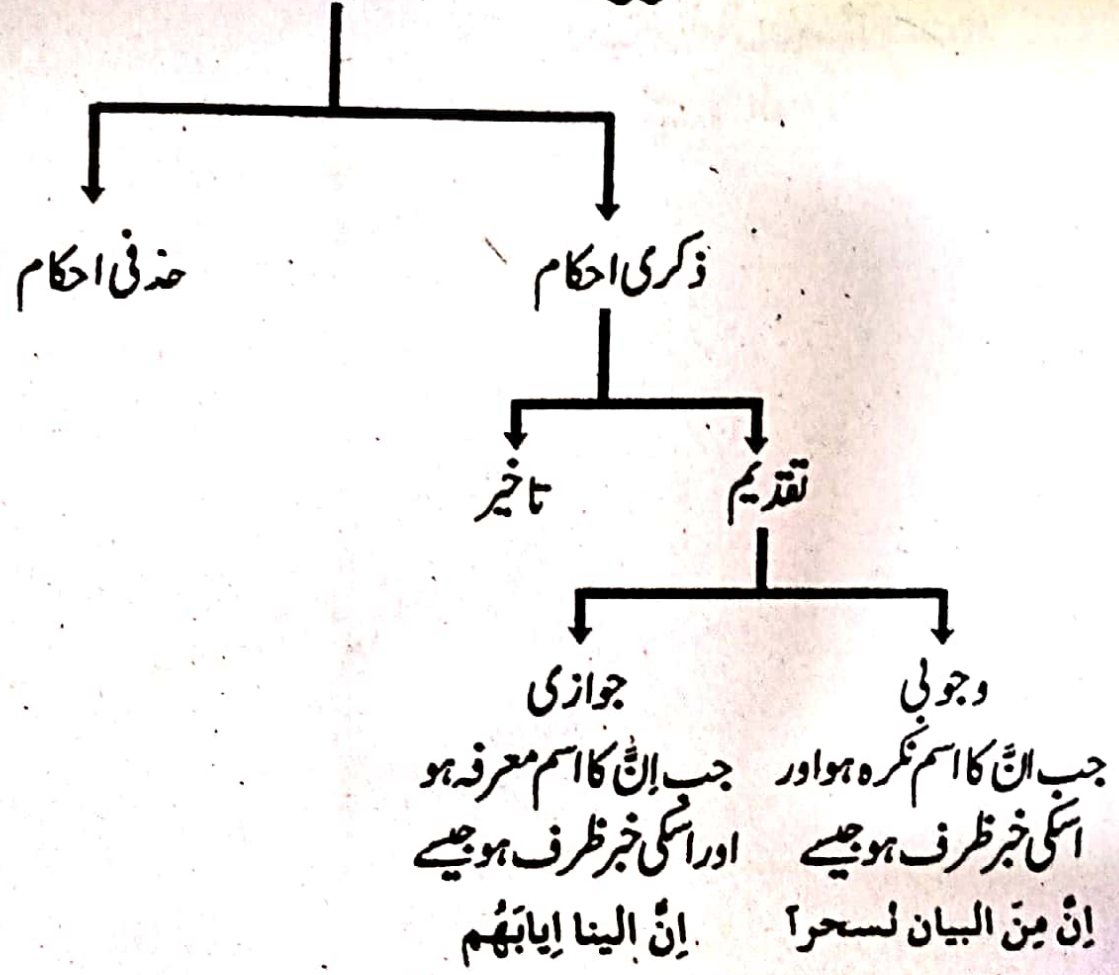 ذکری احکام
حذفی احکام
تقدیم
تاخیر
وجوبی
جب انَّ کا اسم نکرہ ہو اور
اسکی خبر ظرف ہو جیسے
اِنَّ مِنَ البیان لسحراً
جوازی
جب اِنَّ کا اسم معرفہ ہو
اور اسکی خبر ظرف ہو جیسے
اِنَّ اِلینا اِیابَھُم